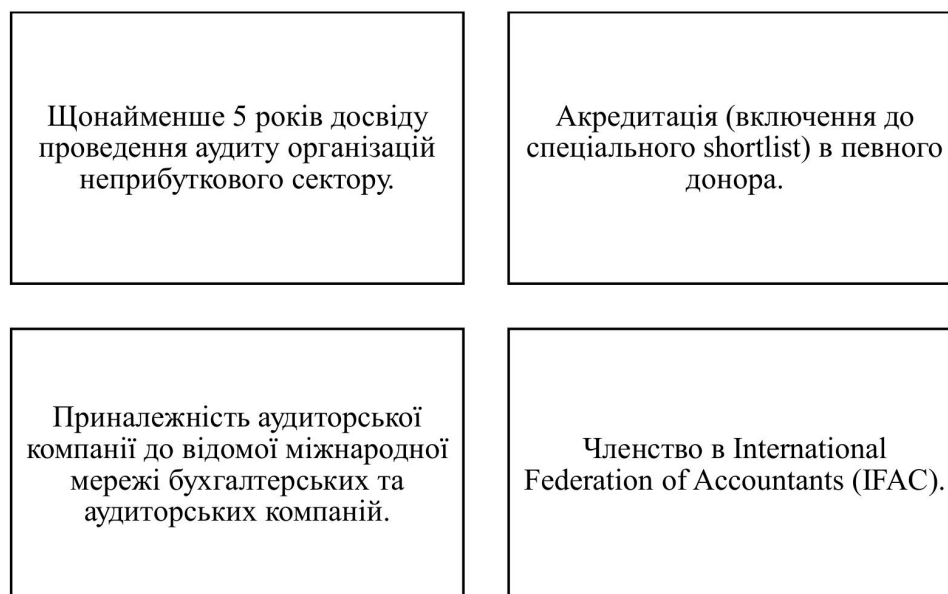 Щонайменше 5 років досвіду
проведення аудиту організацій
неприбуткового сектору.
Акредитація (включення до
спеціального shortlist) в певного
донора.
Приналежність аудиторської
компанії до відомої міжнародної
мережі бухгалтерських та
аудиторських компаній.
Членство в International
Federation of Accountants (IFAC).